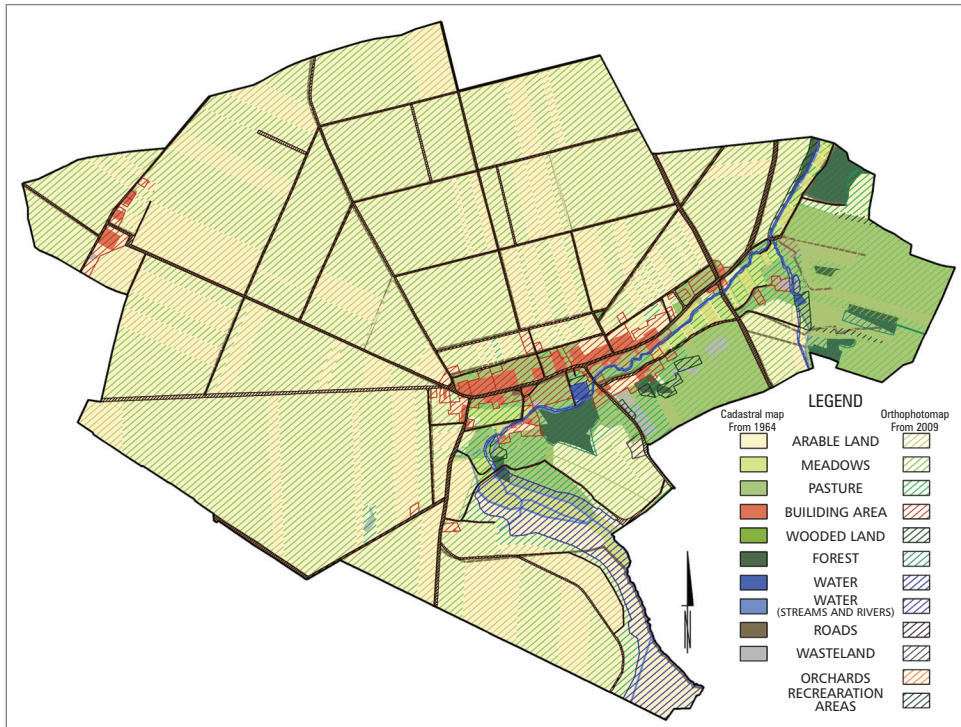 LEGEND
Cadastral map
From 1964
Orthophotomap
From 2009
ARABLE LAND
MEADOWS
PASTURE
BUILIDING AREA
WOODED LAND
FOREST
WATER
WATER
(STREAMS AND RIVERS)
ROADS
WASTELAND
ORCHARDS
RECREARATION
AREAS
N